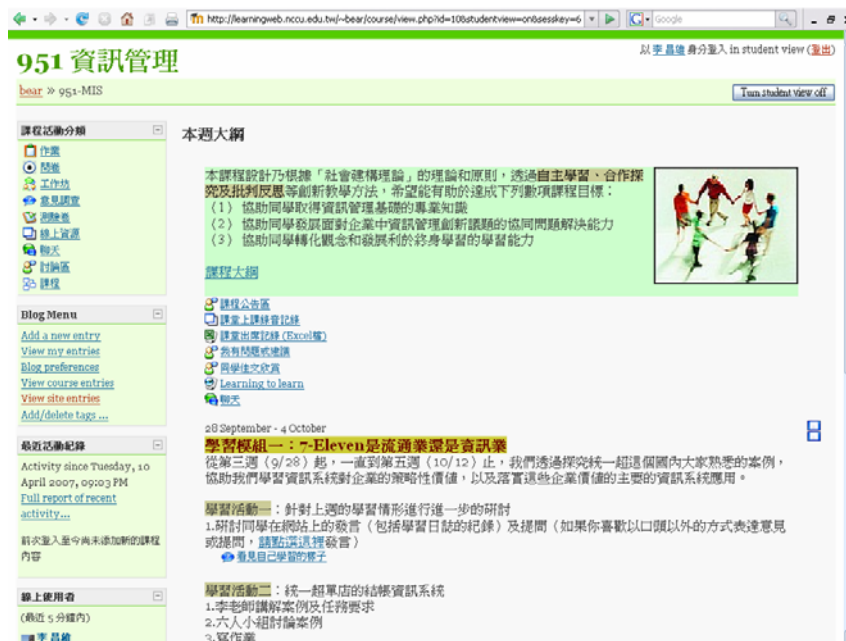 http://learningweb.nccu.edu.tw/~bear/course/view.php?id=10&studentview=on&sesskey=6
Google
951 資訊管理
以 李 昌雄 身分登入 in student view (登出)
bear » 951-MIS
Turn student view off
課程活動分類
作業
問卷
工作坊
意見調查
測驗卷
線上資源
聊天
討論區
課程
Blog Menu
Add a new entry
View my entries
Blog preferences
View course entries
View site entries
Add/delete tags ...
最近活動紀錄
Activity since Tuesday, 10
April 2007, 09:03 PM
Full report of recent
activity...
前次登入至今尚未添加新的課程
內容
線上使用者
(最近 5 分鐘內)
李 昌雄
本週大綱
本課程設計乃根據「社會建構理論」的理論和原則，透過自主學習、合作探
究及批判反思等創新教學方法，希望能有助於達成下列數項課程目標：
（1） 協助同學取得資訊管理基礎的專業知識
（2） 協助同學發展面對企業中資訊管理創新議題的協同問題解決能力
（3） 協助同學轉化觀念和發展利於終身學習的學習能力
課程大綱
課程公告區
課堂上課錄音記錄
課堂出席記錄 (Excel檔)
我有問題或建議
同學佳文欣賞
Learning to learn
聊天
28 September - 4 October
學習模組一：7-Eleven是流通業還是資訊業
從第三週（9/28）起，一直到第五週（10/12）止，我們透過探究統一超這個國內大家熟悉的案例，
協助我們學習資訊系統對企業的策略性價值，以及落實這些企業價值的主要的資訊系統應用。
學習活動一：針對上週的學習情形進行進一步的研討
1.研討同學在網站上的發言（包括學習日誌的紀錄）及提問（如果你喜歡以口頭以外的方式表達意見
或提問，請點選這裡發言）
看見自己學習的樣子
學習活動二：統一超單店的結帳資訊系統
1.李老師講解案例及任務要求
2.六人小組討論案例
3.寫作業